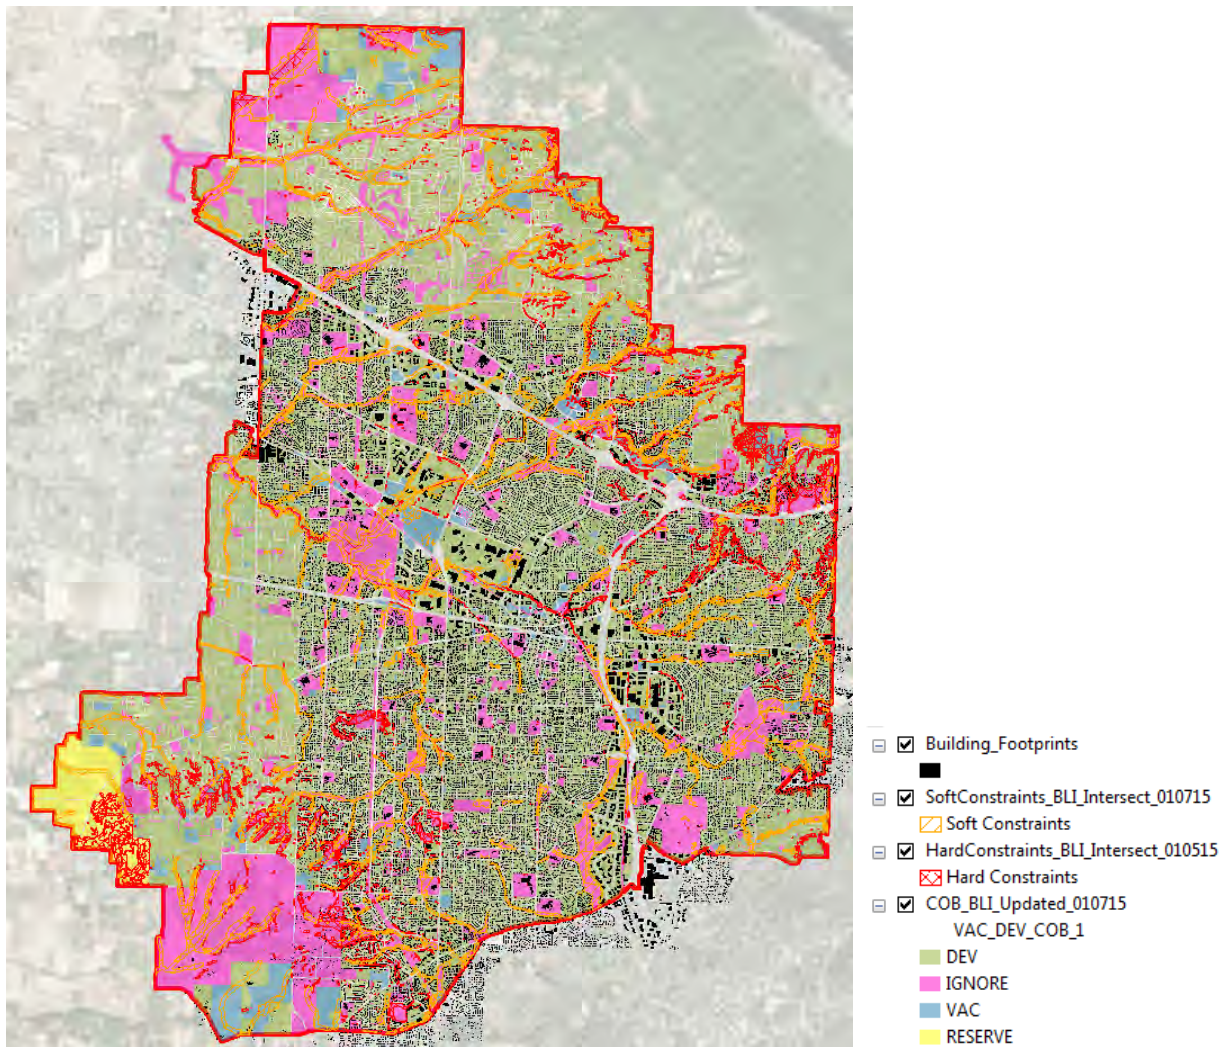 Building_Footprints
SoftConstraints_BLI_Intersect_010715
Soft Constraints
HardConstraints_BLI_Intersect_010515
Hard Constraints
COB_BLI_Updated_010715
VAC_DEV_COB_1
DEV
IGNORE
VAC
RESERVE